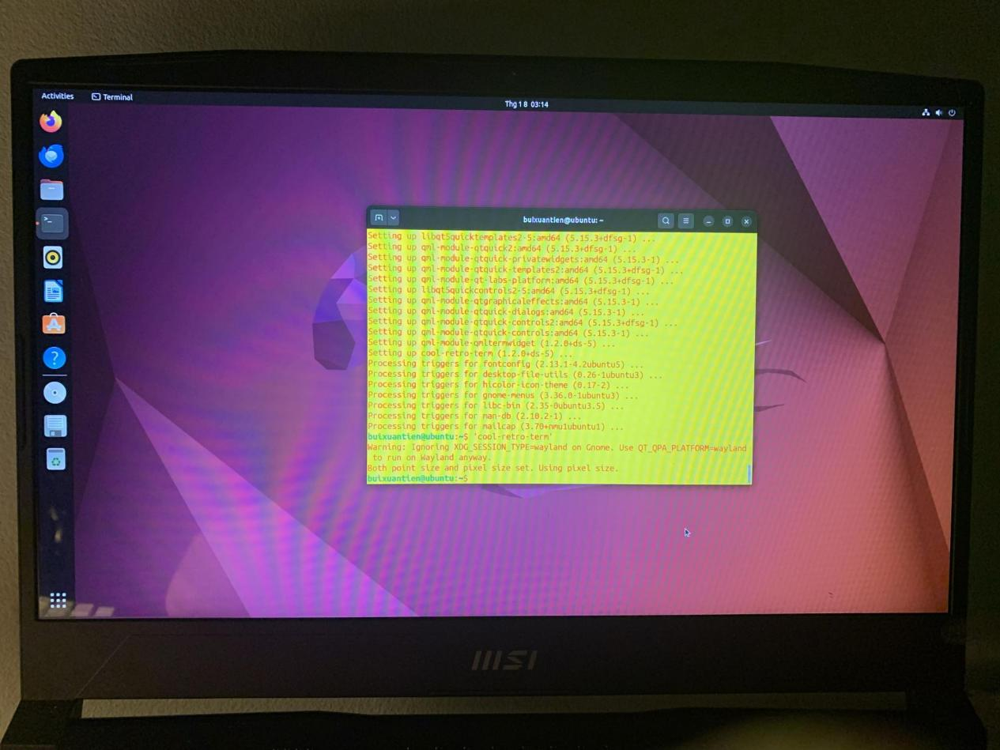 Activities
Terminal
Thg 1 8 03:14
buixuantien@ubuntu: ~
Setting up libqt5quicktemplates2-5:amd64 (5.15.3+dfsg-1) ...
Setting up qml-module-qtquick2:amd64 (5.15.3+dfsg-1) ...
Setting up qml-module-qtquick-privatewidgets:amd64 (5.15.3-1) ...
Setting up qml-module-qtquick-templates2:amd64 (5.15.3+dfsg-1) ...
Setting up qml-module-qt-labs-platform:amd64 (5.15.3+dfsg-1) ...
Setting up libqt5quickcontrols2-5:amd64 (5.15.3+dfsg-1) ...
Setting up qml-module-qtgraphicaleffects:amd64 (5.15.3-1) ...
Setting up qml-module-qtquick-dialogs:amd64 (5.15.3-1) ...
Setting up qml-module-qtquick-controls2:amd64 (5.15.3+dfsg-1) ...
Setting up qml-module-qtquick-controls:amd64 (5.15.3-1) ...
Setting up qml-module-qmltermwidget (1.2.0+ds-5) ...
Setting up cool-retro-term (1.2.0+ds-5) ...
Processing triggers for fontconfig (2.13.1-4.2ubuntu5) ...
Processing triggers for desktop-file-utils (0.26-1ubuntu3) ...
Processing triggers for hicolor-icon-theme (0.17-2) ...
Processing triggers for gnome-menus (3.36.0-1ubuntu3) ...
Processing triggers for libc-bin (2.35-0ubuntu3.5) ...
Processing triggers for man-db (2.10.2-1) ...
Processing triggers for mailcap (3.70+nmu1ubuntu1) ...
buixuantien@ubuntu:~$ 'cool-retro-term'
Warning: Ignoring XDG_SESSION_TYPE=wayland on Gnome. Use QT_QPA_PLATFORM=wayland
to run on Wayland anyway.
Both point size and pixel size set. Using pixel size.
buixuantien@ubuntu:~$
msi